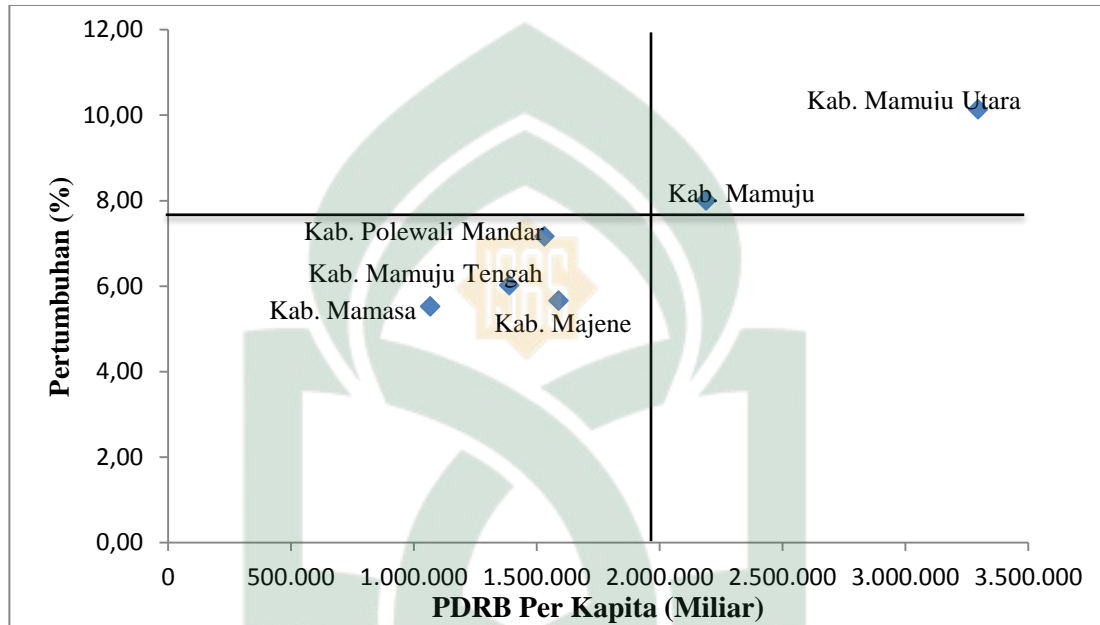 12,00
10,00
8,00
6,00
4,00
2,00
0,00
Pertumbuhan (%)
Kab. Mamuju Utara
Kab. Mamuju
Kab. Polewali Mandar
Kab. Mamuju Tengah
Kab. Mamasa
Kab. Majene
0 500.000 1.000.000 1.500.000 2.000.000 2.500.000 3.000.000 3.500.000
PDRB Per Kapita (Miliar)